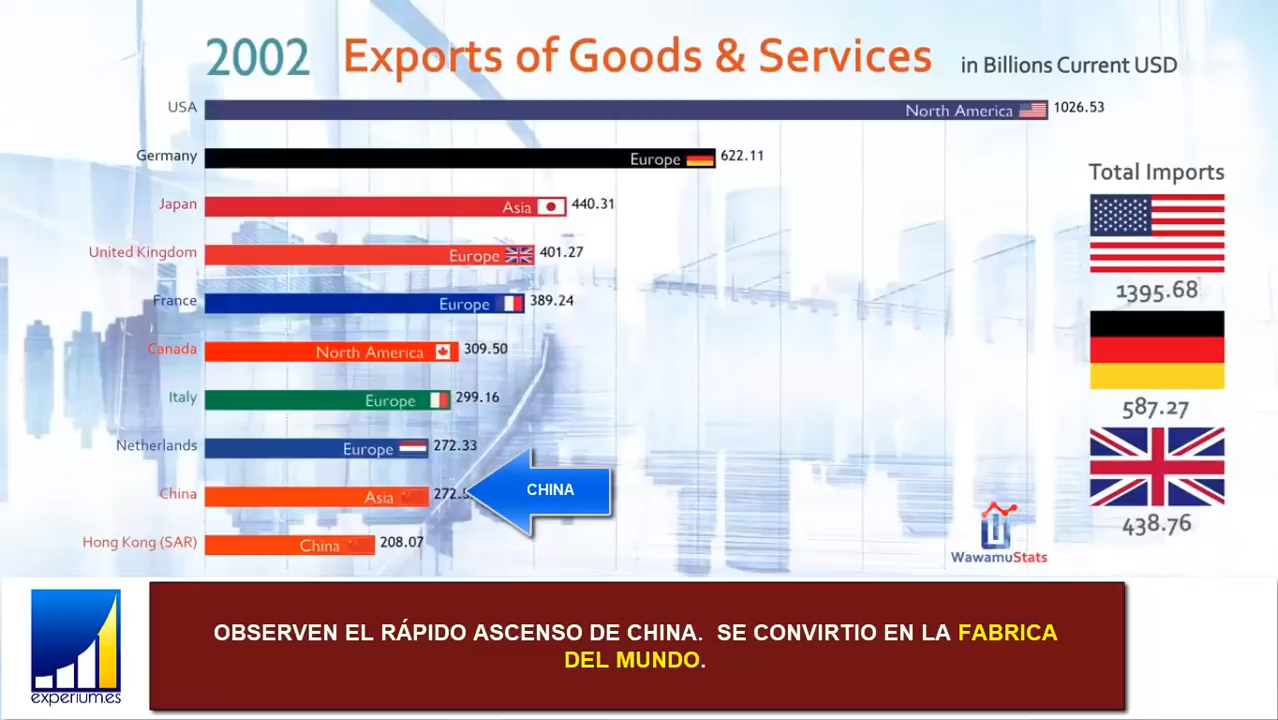 2002 Exports of Goods & Services in Billions Current USD
USA North America 1026.53
Germany Europe 622.11
Japan Asia 440.31
United Kingdom Europe 401.27
France Europe 389.24
Canada North America 309.50
Italy Europe 299.16
Netherlands Europe 272.33
China Asia CHINA
Hong Kong (SAR) China 208.07
Total Imports
1395.68
587.27
438.76
WawamuStats
OBSERVEN EL RÁPIDO ASCENSO DE CHINA. SE CONVIRTIO EN LA FABRICA
DEL MUNDO.
experium.es